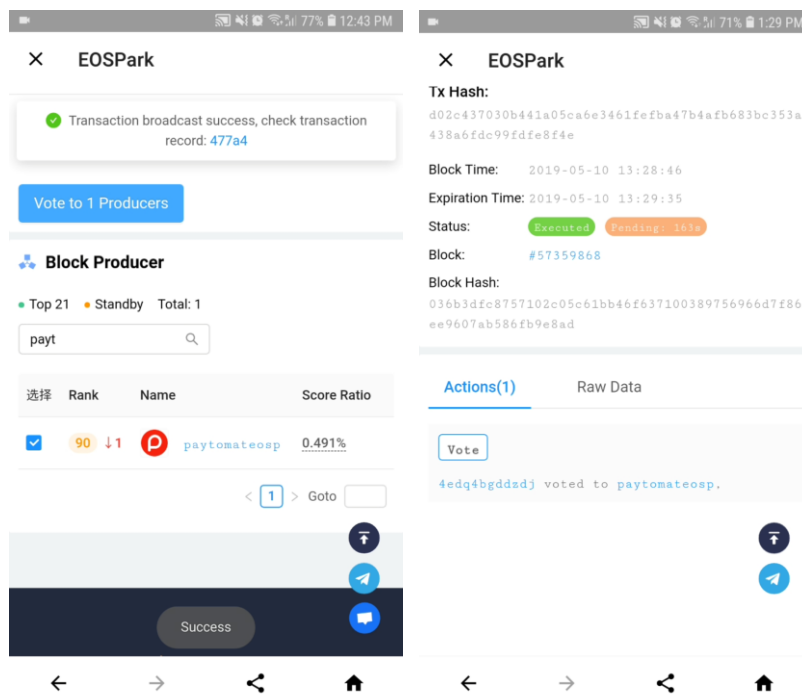 77% 12:43 PM
EOSPark
Transaction broadcast success, check transaction
record: 477a4
Vote to 1 Producers
Block Producer
Top 21 Standby Total: 1
payt
选择 Rank Name Score Ratio
90 ↓1 paytomateosp 0.491%
< 1 > Goto
Success
71% 1:29 PM
EOSPark
Tx Hash:
d02c437030b441a05ca6e3461fefba47b4afb683bc353a
438a6fdc99fdfe8f4e
Block Time: 2019-05-10 13:28:46
Expiration Time: 2019-05-10 13:29:35
Status: Executed Pending: 163s
Block: #57359868
Block Hash:
036b3dfc8757102c05c61bb46f637100389756966d7f86
ee9607ab586fb9e8ad
Actions(1) Raw Data
Vote
4edq4bgddzdj voted to paytomateosp,